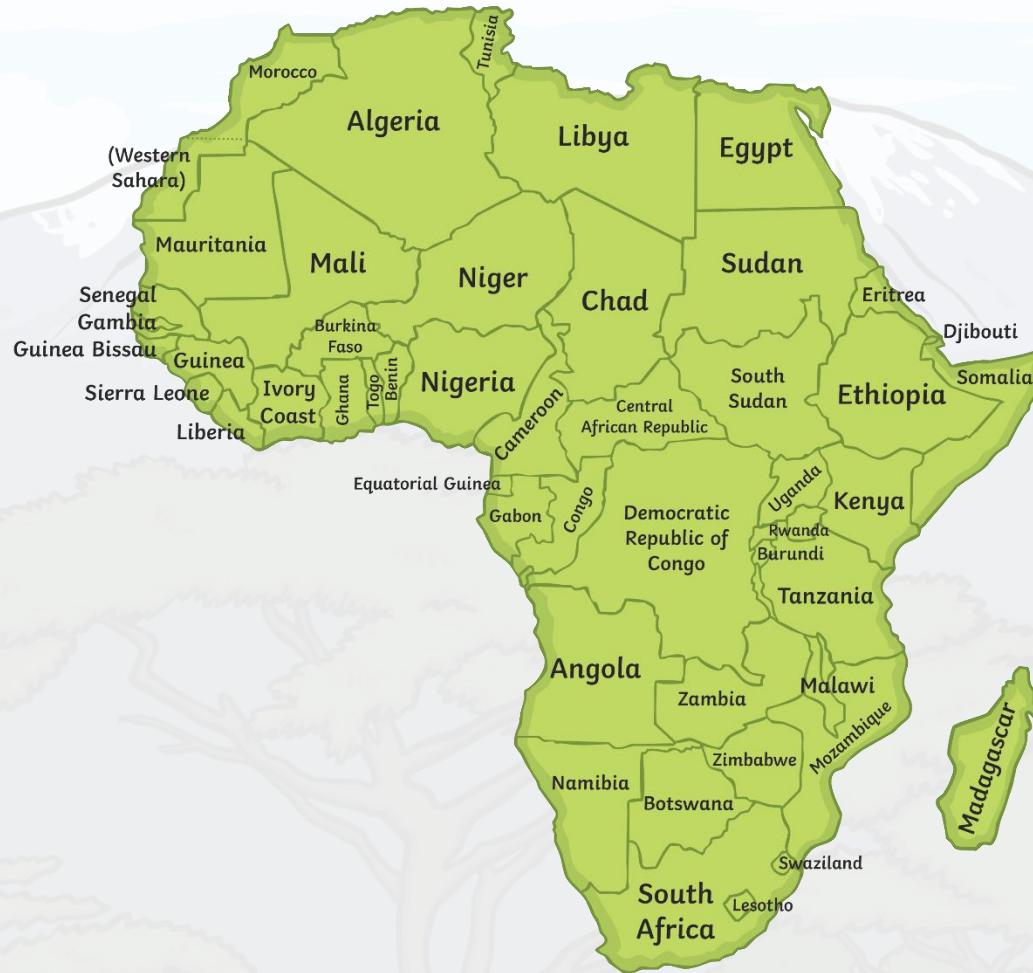 Tunisia
Morocco
Algeria
Libya
Egypt
(Western
Sahara)
Mauritania
Mali
Niger
Chad
Sudan
Eritrea
Djibouti
Senegal
Gambia
Guinea Bissau
Guinea
Burkina
Faso
Sierra Leone
Liberia
Ivory
Coast
Ghana
Togo
Benin
Nigeria
Cameroon
Central
African Republic
South
Sudan
Ethiopia
Somalia
Equatorial Guinea
Gabon
Congo
Democratic
Republic of
Congo
Uganda
Kenya
Rwanda
Burundi
Tanzania
Angola
Zambia
Malawi
Mozambique
Madagascar
Namibia
Botswana
Zimbabwe
Swaziland
Lesotho
South
Africa